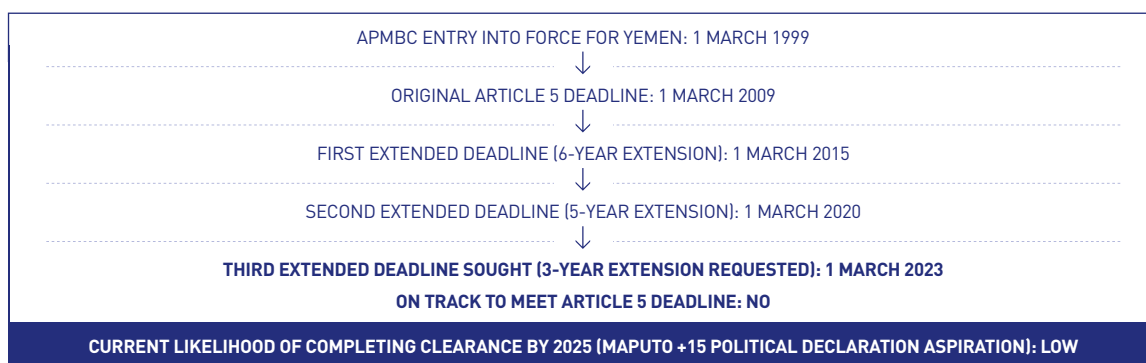 APMBC ENTRY INTO FORCE FOR YEMEN: 1 MARCH 1999
ORIGINAL ARTICLE 5 DEADLINE: 1 MARCH 2009
FIRST EXTENDED DEADLINE (6-YEAR EXTENSION): 1 MARCH 2015
SECOND EXTENDED DEADLINE (5-YEAR EXTENSION): 1 MARCH 2020
THIRD EXTENDED DEADLINE SOUGHT (3-YEAR EXTENSION REQUESTED): 1 MARCH 2023
ON TRACK TO MEET ARTICLE 5 DEADLINE: NO
CURRENT LIKELIHOOD OF COMPLETING CLEARANCE BY 2025 (MAPUTO +15 POLITICAL DECLARATION ASPIRATION): LOW